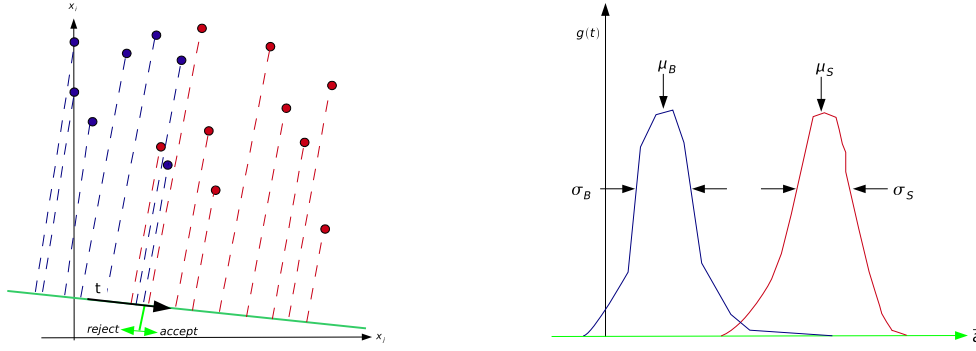 x_i
t
reject
accept
x_j
g(t)
μ_B
μ_S
σ_B
σ_S